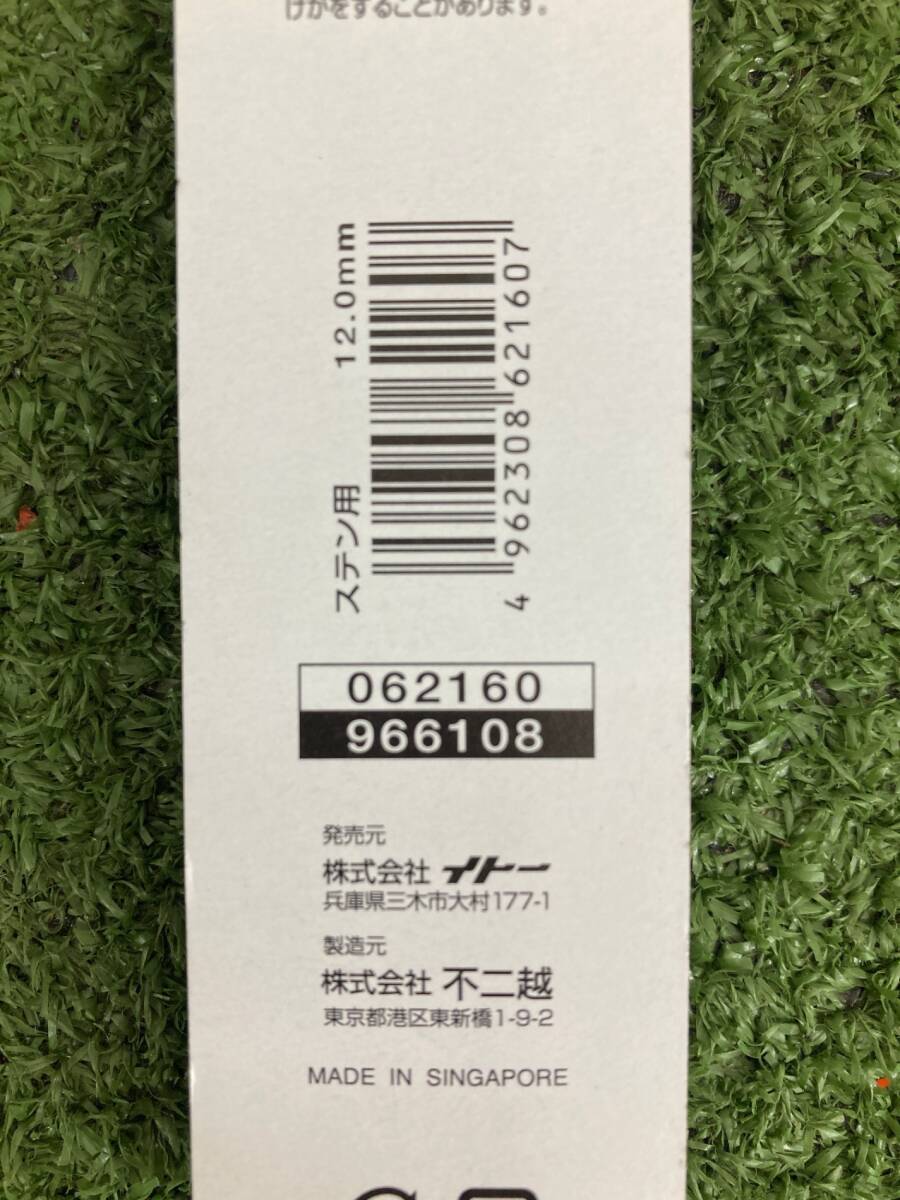 けがをすることがあります。
ステン用 12.0mm
4 962308 621607
062160
966108
発売元
株式会社 イトー
兵庫県三木市大村177-1
製造元
株式会社 不二越
東京都港区東新橋1-9-2
MADE IN SINGAPORE